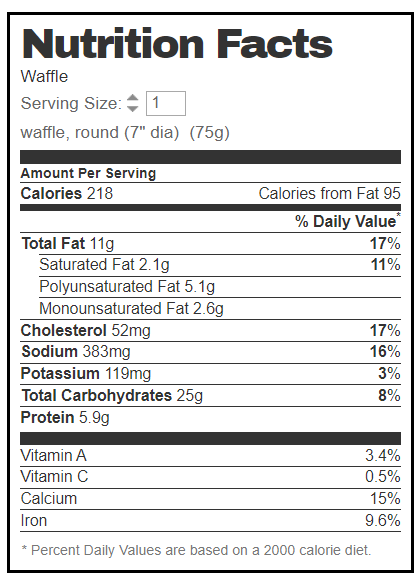 Nutrition Facts
Waffle
Serving Size: 1
waffle, round (7" dia) (75g)
Amount Per Serving
Calories 218 Calories from Fat 95
% Daily Value*
Total Fat 11g 17%
Saturated Fat 2.1g 11%
Polyunsaturated Fat 5.1g
Monounsaturated Fat 2.6g
Cholesterol 52mg 17%
Sodium 383mg 16%
Potassium 119mg 3%
Total Carbohydrates 25g 8%
Protein 5.9g
Vitamin A 3.4%
Vitamin C 0.5%
Calcium 15%
Iron 9.6%
* Percent Daily Values are based on a 2000 calorie diet.